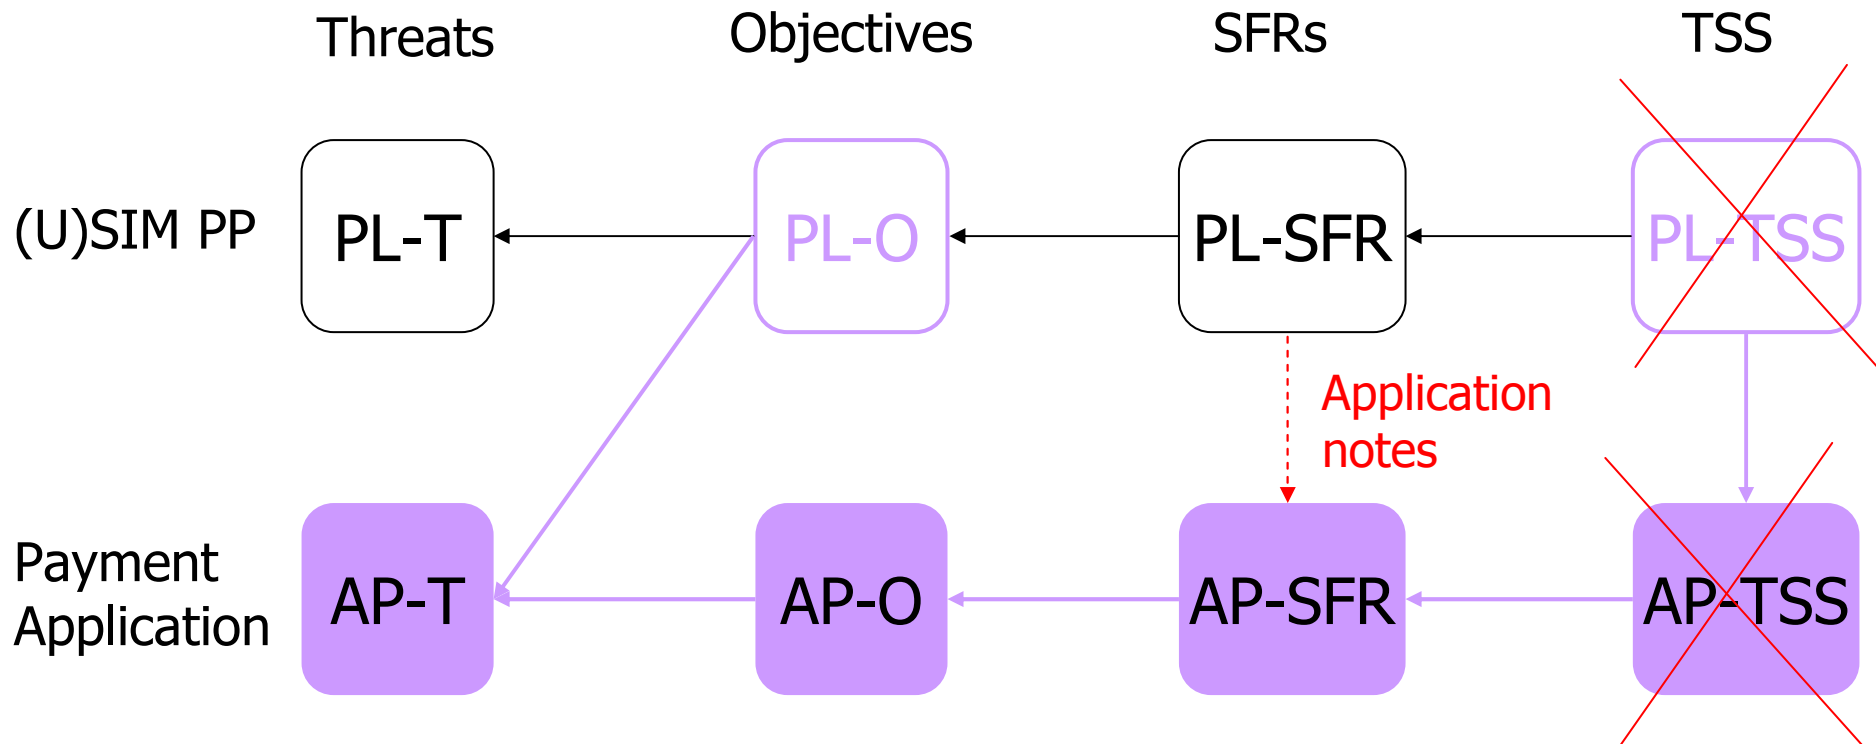 Threats Objectives SFRs TSS
(U)SIM PP PL-T PL-O PL-SFR PL-TSS
Application
notes
Payment
Application
AP-T AP-O AP-SFR AP-TSS